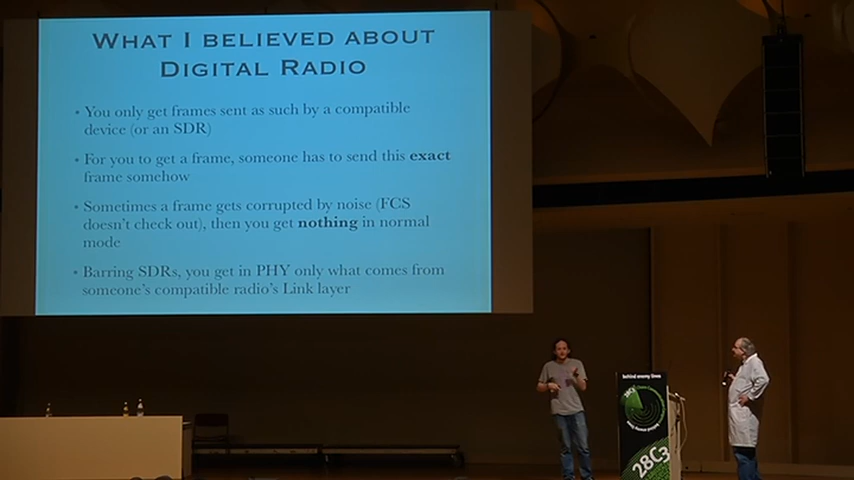 WHAT I BELIEVED ABOUT
DIGITAL RADIO
• You only get frames sent as such by a compatible
device (or an SDR)
• For you to get a frame, someone has to send this exact
frame somehow
• Sometimes a frame gets corrupted by noise (FCS
doesn't check out), then you get nothing in normal
mode
• Barring SDRs, you get in PHY only what comes from
someone's compatible radio's Link layer
behind enemy lines
28C3
28C3